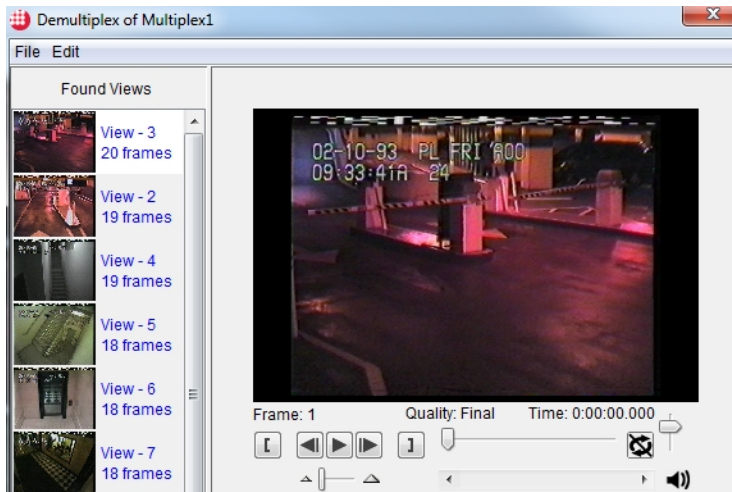 Demultiplex of Multiplex1
File Edit
Found Views
View - 3
20 frames
View - 2
19 frames
View - 4
19 frames
View - 5
18 frames
View - 6
18 frames
View - 7
18 frames
02-10-93 PL FRI A00
09:33:41A 24
Frame: 1 Quality: Final Time: 0:00:00.000